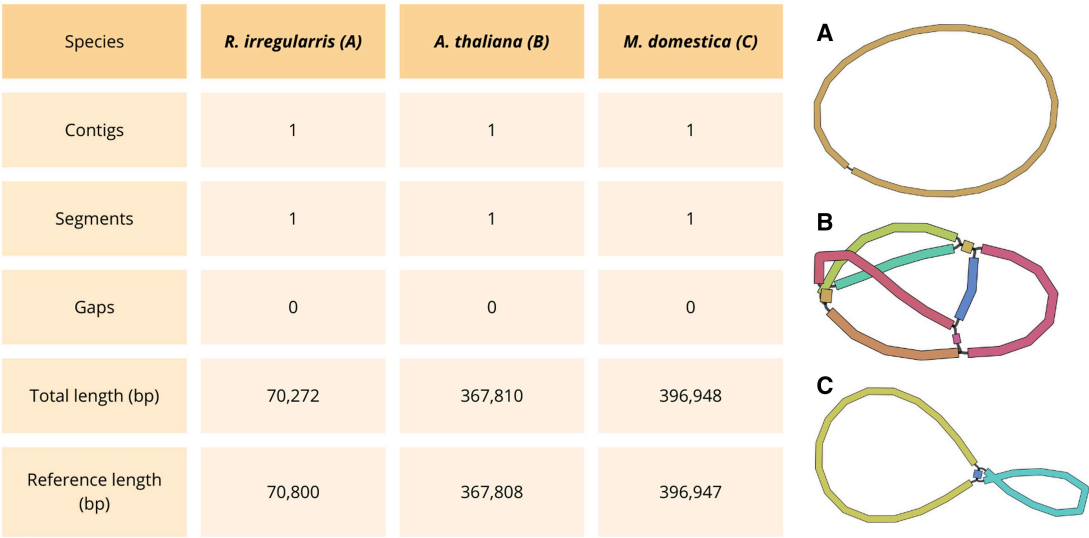 Species R. irregularris (A) A. thaliana (B) M. domestica (C)
Contigs 1 1 1
Segments 1 1 1
Gaps 0 0 0
Total length (bp) 70,272 367,810 396,948
Reference length
(bp) 70,800 367,808 396,947
A
B
C